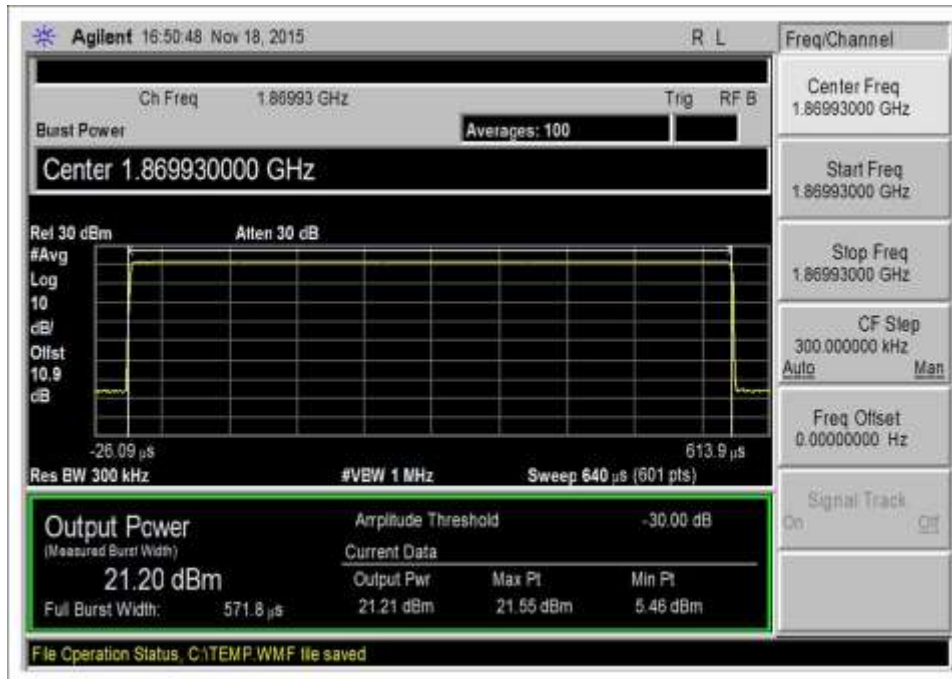 Agilent 16:50:48 Nov 18, 2015 R L
Freq/Channel
Ch Freq 1.86993 GHz Trig RF B
Burst Power Averages: 100
Center 1.869930000 GHz
Ref 30 dBm Atten 30 dB
#Avg
Log
10
dB/
Offst
10.9
dB
-26.09 µs 613.9 µs
Res BW 300 kHz #VBW 1 MHz Sweep 640 µs (601 pts)
Output Power
(Measured Burst Width)
21.20 dBm
Full Burst Width: 571.8 µs
Amplitude Threshold -30.00 dB
Current Data
Output Pwr Max Pt Min Pt
21.21 dBm 21.55 dBm 5.46 dBm
File Operation Status, C:\TEMP.WMF file saved
Center Freq
1.86993000 GHz
Start Freq
1.86993000 GHz
Stop Freq
1.86993000 GHz
CF Step
300.000000 kHz
Auto Man
Freq Offset
0.00000000 Hz
Signal Track
On Off